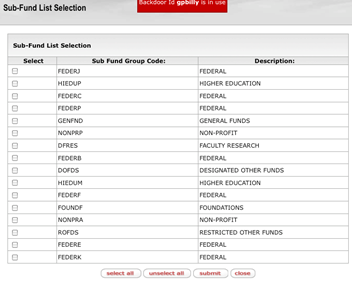 Backdoor Id gpbilly is in use
Sub-Fund List Selection
Sub-Fund List Selection
Select Sub Fund Group Code: Description:
FEDERJ FEDERAL
HIEDUP HIGHER EDUCATION
FEDERC FEDERAL
FEDERP FEDERAL
GENFND GENERAL FUNDS
NONPRP NON-PROFIT
DFRES FACULTY RESEARCH
FEDERB FEDERAL
DOFDS DESIGNATED OTHER FUNDS
HIEDUM HIGHER EDUCATION
FEDERF FEDERAL
FOUNDF FOUNDATIONS
NONPRA NON-PROFIT
ROFDS RESTRICTED OTHER FUNDS
FEDERE FEDERAL
FEDERK FEDERAL
select all unselect all submit close